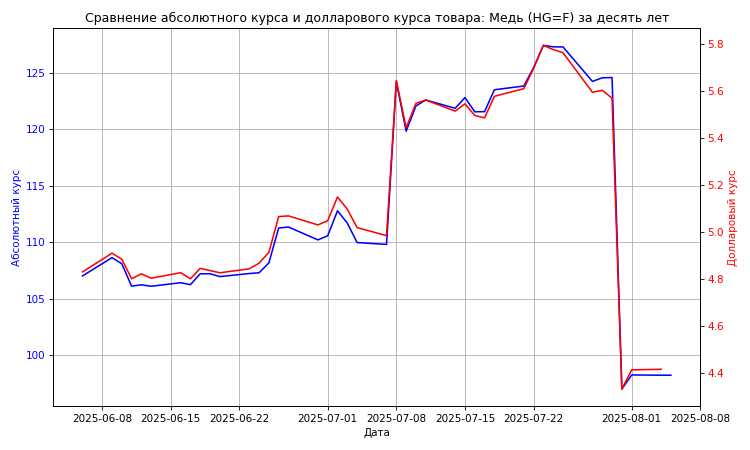 Сравнение абсолютного курса и долларового курса товара: Медь (HG=F) за десять лет
125
120
115
110
105
100
Абсолютный курс
5.8
5.6
5.4
5.2
5.0
4.8
4.6
4.4
Долларовый курс
2025-06-08 2025-06-15 2025-06-22 2025-07-01 2025-07-08 2025-07-15 2025-07-22 2025-08-01 2025-08-08
Дата